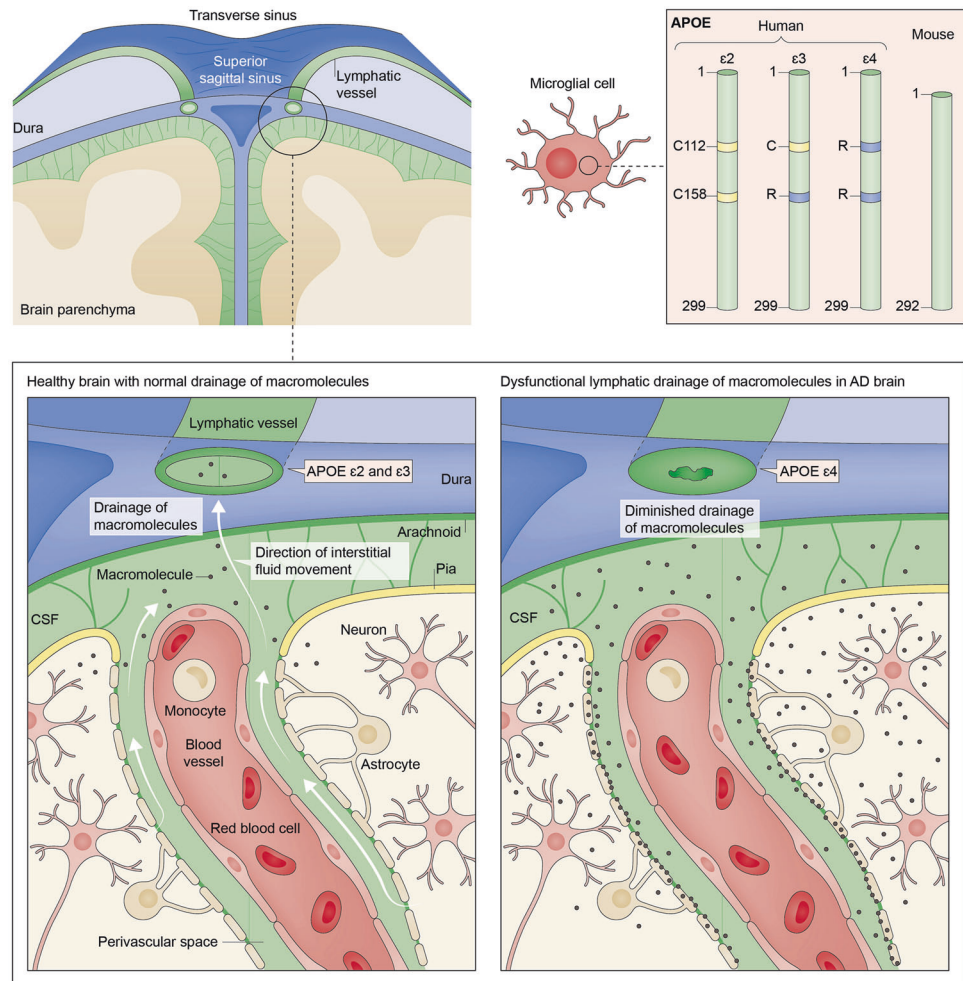 Transverse sinus
Superior
sagittal sinus
Lymphatic
vessel
Dura
Brain parenchyma
Microglial cell
APOE
Human
Mouse
ε2
ε3
ε4
1
1
1
1
C112
C
R
C158
R
R
299
299
299
292
Healthy brain with normal drainage of macromolecules
Lymphatic vessel
APOE ε2 and ε3
Dura
Drainage of
macromolecules
Arachnoid
Direction of interstitial
fluid movement
Macromolecule
Pia
CSF
Neuron
Monocyte
Blood
vessel
Astrocyte
Red blood cell
Perivascular space
Dysfunctional lymphatic drainage of macromolecules in AD brain
APOE ε4
Diminished drainage
of macromolecules
CSF